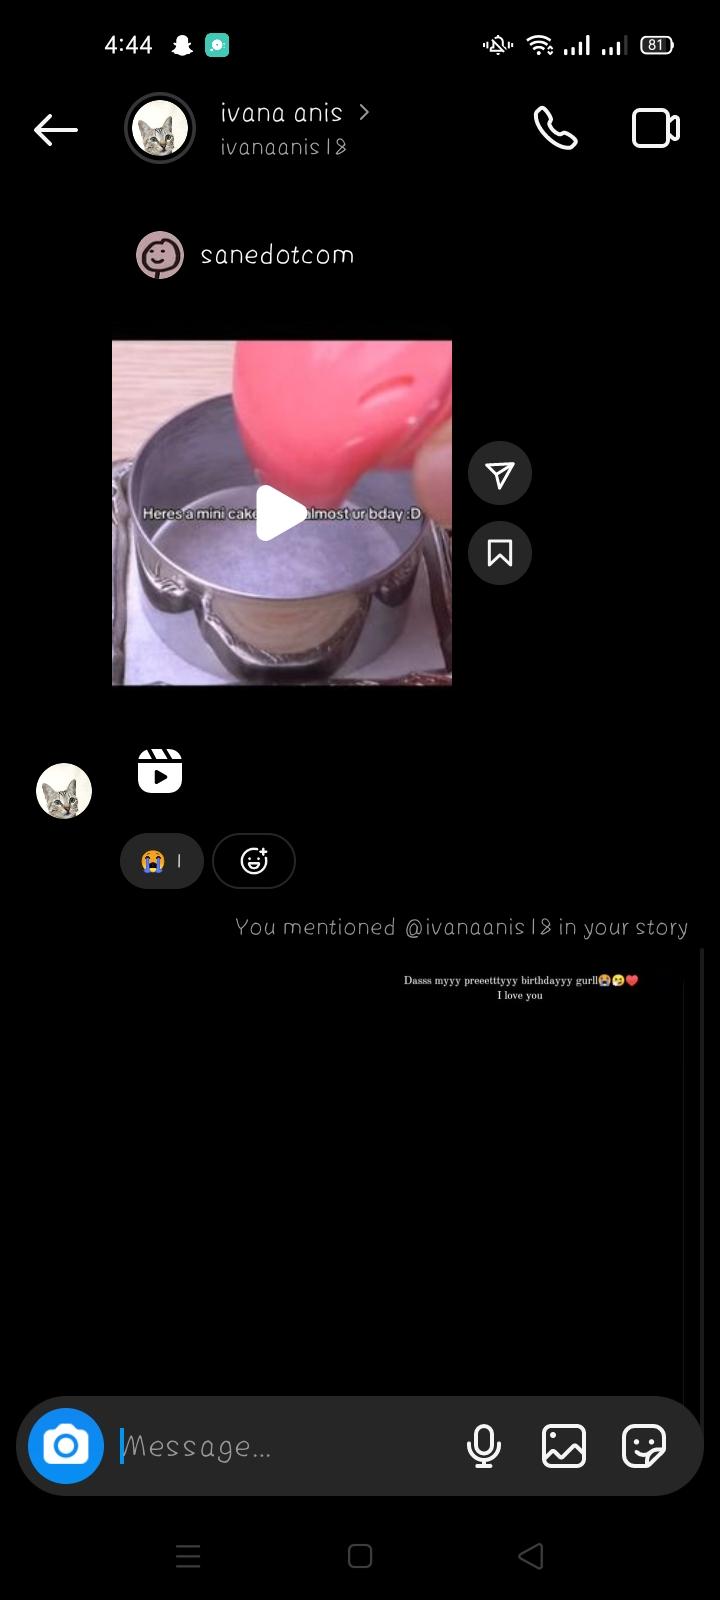 4:44
81
ivana anis
ivanaanis18
sanedotcom
Heres a mini cake almost ur bday :D
1
You mentioned @ivanaanis18 in your story
Dasss myyy preeetttyyy birthdayyy gurll😭🥰❤️
I love you
Message...